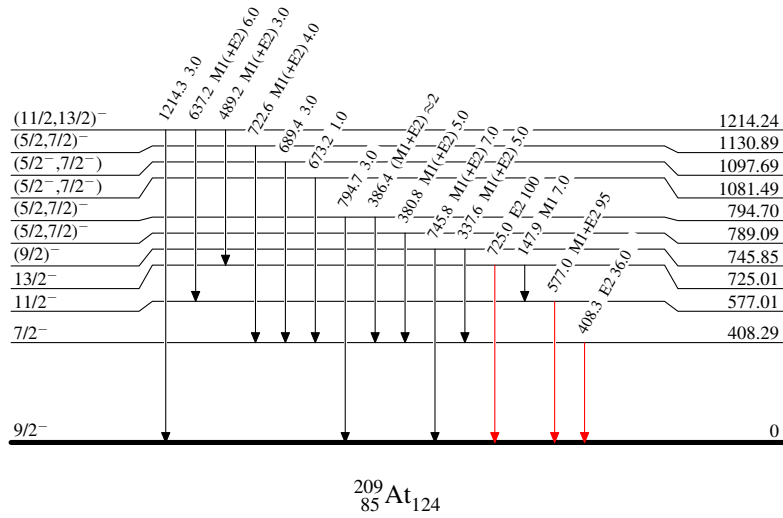 1214.3 3.0
637.2 M1(+E2) 6.0
489.2 M1(+E2) 3.0
722.6 M1(+E2) 4.0
689.4 3.0
673.2 1.0
794.7 3.0
386.4 (M1+E2) ≈2
380.8 M1(+E2) 5.0
745.8 M1(+E2) 7.0
337.6 M1(+E2) 5.0
725.0 E2 100
147.9 M1 7.0
577.0 M1+E2 95
408.3 E2 36.0
(11/2,13/2)⁻ 1214.24
(5/2,7/2)⁻ 1130.89
(5/2⁻,7/2⁻) 1097.69
(5/2⁻,7/2⁻) 1081.49
(5/2,7/2)⁻ 794.70
(5/2,7/2)⁻ 789.09
(9/2)⁻ 745.85
13/2⁻ 725.01
11/2⁻ 577.01
7/2⁻ 408.29
9/2⁻ 0
²⁰⁹₈₅At₁₂₄